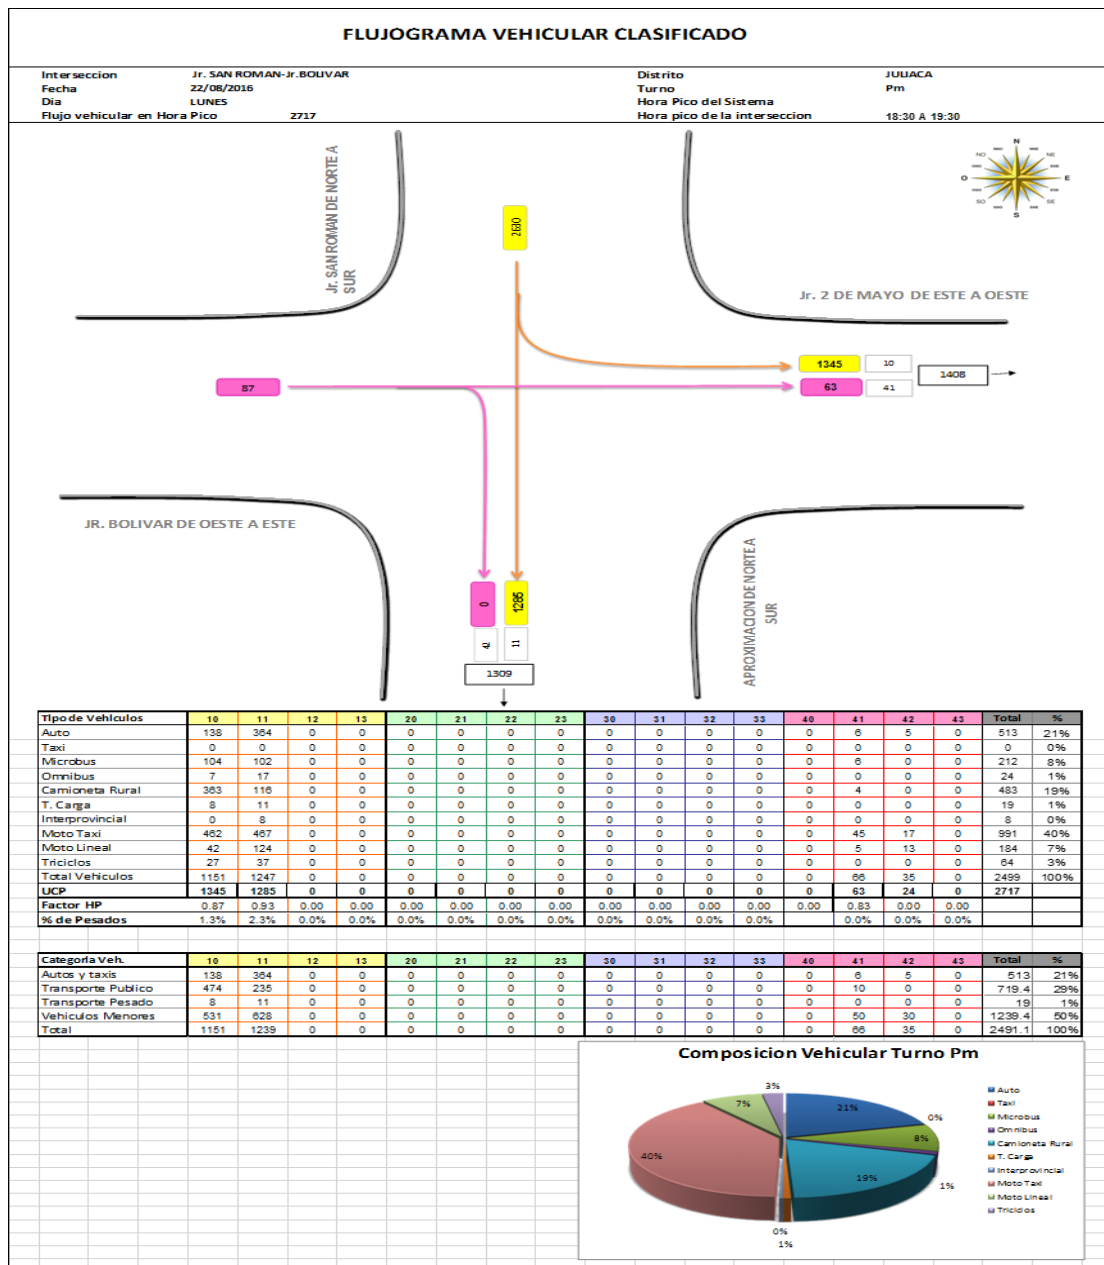 FLUJOGRAMA VEHICULAR CLASIFICADO
Interseccion Jr. SAN ROMAN-Jr.BOLIVAR Distrito JULIACA
Fecha 22/08/2016 Turno Pm
Dia LUNES Hora Pico del Sistema
Flujo vehicular en Hora Pico 2717 Hora pico de la interseccion 18:30 A 19:30
Jr. SAN ROMAN DE NORTE A
SUR
2630
N
NO NE
O E
SO SE
S
Jr. 2 DE MAYO DE ESTE A OESTE
1345 10
1408
87
63 41
JR. BOLIVAR DE OESTE A ESTE
APROXIMACION DE NORTE A
SUR
0 1285
42 11
1309
Tipo de Vehiculos 10 11 12 13 20 21 22 23 30 31 32 33 40 41 42 43 Total %
Auto 138 364 0 0 0 0 0 0 0 0 0 0 0 6 5 0 513 21%
Taxi 0 0 0 0 0 0 0 0 0 0 0 0 0 0 0 0 0 0%
Microbus 104 102 0 0 0 0 0 0 0 0 0 0 0 6 0 0 212 8%
Omnibus 7 17 0 0 0 0 0 0 0 0 0 0 0 0 0 0 24 1%
Camioneta Rural 363 116 0 0 0 0 0 0 0 0 0 0 0 4 0 0 483 19%
T. Carga 8 11 0 0 0 0 0 0 0 0 0 0 0 0 0 0 19 1%
Interprovincial 0 8 0 0 0 0 0 0 0 0 0 0 0 0 0 0 8 0%
Moto Taxi 462 467 0 0 0 0 0 0 0 0 0 0 0 45 17 0 991 40%
Moto Lineal 42 124 0 0 0 0 0 0 0 0 0 0 0 5 13 0 184 7%
Triciclos 27 37 0 0 0 0 0 0 0 0 0 0 0 0 0 0 64 3%
Total Vehiculos 1151 1247 0 0 0 0 0 0 0 0 0 0 0 66 35 0 2499 100%
UCP 1345 1285 0 0 0 0 0 0 0 0 0 0 0 63 24 0 2717
Factor HP 0.87 0.93 0.00 0.00 0.00 0.00 0.00 0.00 0.00 0.00 0.00 0.00 0.00 0.83 0.00 0.00
% de Pesados 1.3% 2.3% 0.0% 0.0% 0.0% 0.0% 0.0% 0.0% 0.0% 0.0% 0.0% 0.0% 0.0% 0.0% 0.0%
Categoria Veh. 10 11 12 13 20 21 22 23 30 31 32 33 40 41 42 43 Total %
Autos y taxis 138 364 0 0 0 0 0 0 0 0 0 0 0 6 5 0 513 21%
Transporte Publico 474 235 0 0 0 0 0 0 0 0 0 0 0 10 0 0 719.4 29%
Transporte Pesado 8 11 0 0 0 0 0 0 0 0 0 0 0 0 0 0 19 1%
Vehiculos Menores 531 628 0 0 0 0 0 0 0 0 0 0 0 50 30 0 1239.4 50%
Total 1151 1239 0 0 0 0 0 0 0 0 0 0 0 66 35 0 2491.1 100%
Composicion Vehicular Turno Pm
3%
7%
21%
0%
8%
1%
19%
40%
0%
1%
Auto
Taxi
Microbus
Omnibus
Camioneta Rural
T. Carga
Interprovincial
Moto Taxi
Moto Lineal
Triciclos